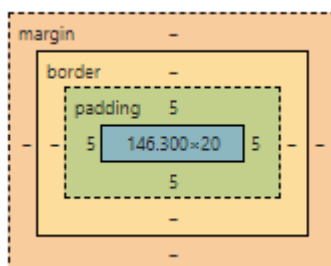 margin –
border –
padding 5
– – 5 146.300×20 5 – –
5
–
–